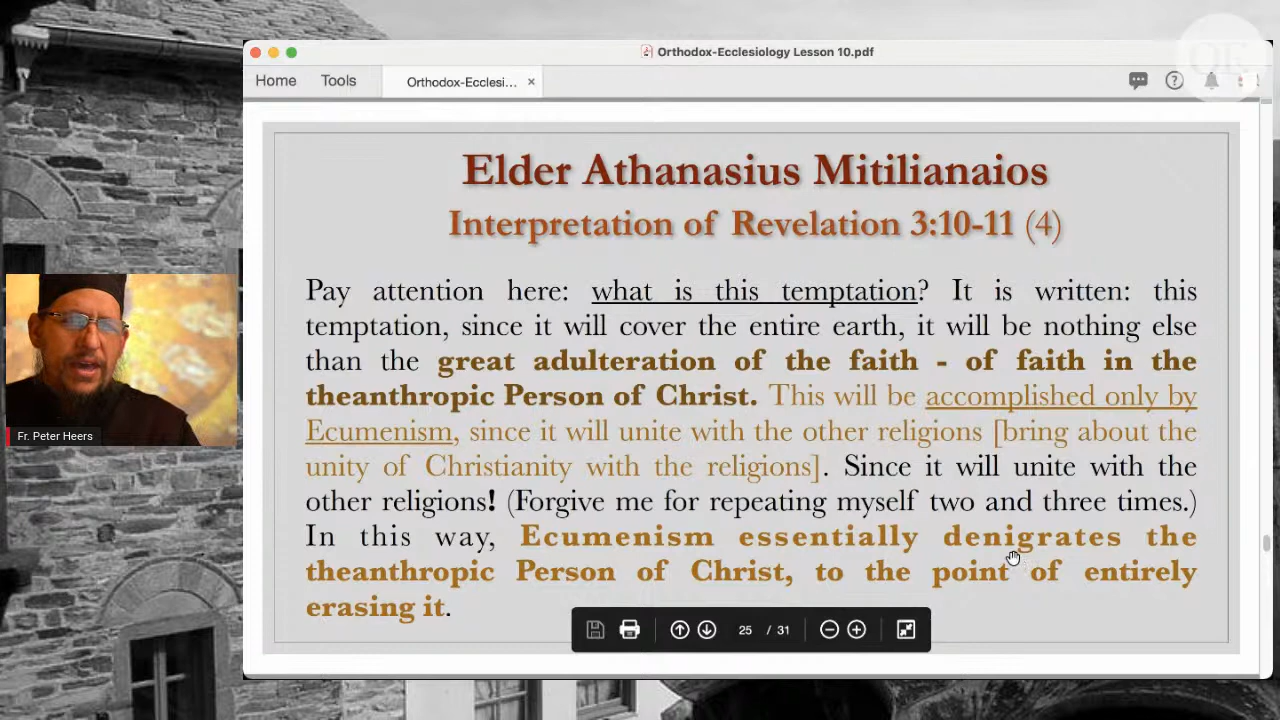 Orthodox-Ecclesiology Lesson 10.pdf
Home Tools Orthodox-Ecclesi... ×
OR
Elder Athanasius Mitilianaios
Interpretation of Revelation 3:10-11 (4)
Pay attention here: what is this temptation? It is written: this
temptation, since it will cover the entire earth, it will be nothing else
than the great adulteration of the faith - of faith in the
theanthropic Person of Christ. This will be accomplished only by
Ecumenism, since it will unite with the other religions [bring about the
unity of Christianity with the religions]. Since it will unite with the
other religions! (Forgive me for repeating myself two and three times.)
In this way, Ecumenism essentially denigrates the
theanthropic Person of Christ, to the point of entirely
erasing it.
Fr. Peter Heers
25 / 31